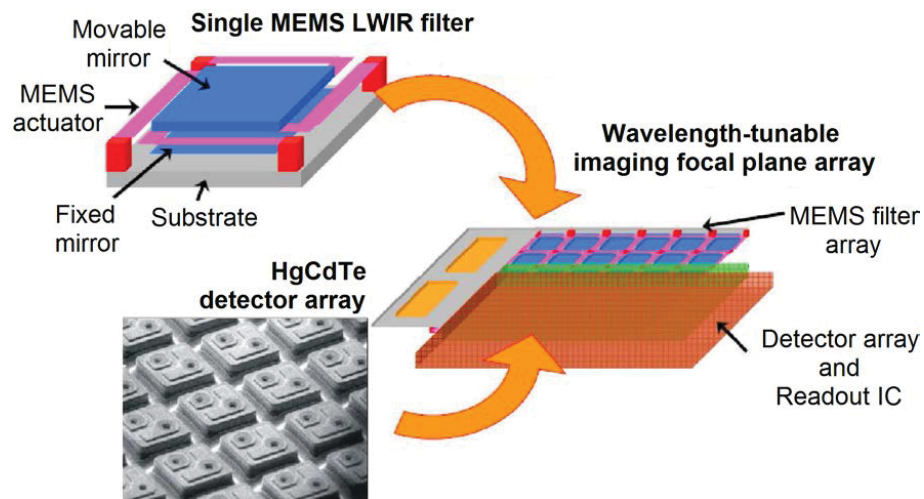 Single MEMS LWIR filter
Movable
mirror
MEMS
actuator
Fixed
mirror
Substrate
Wavelength-tunable
imaging focal plane array
MEMS filter
array
HgCdTe
detector array
Detector array
and
Readout IC